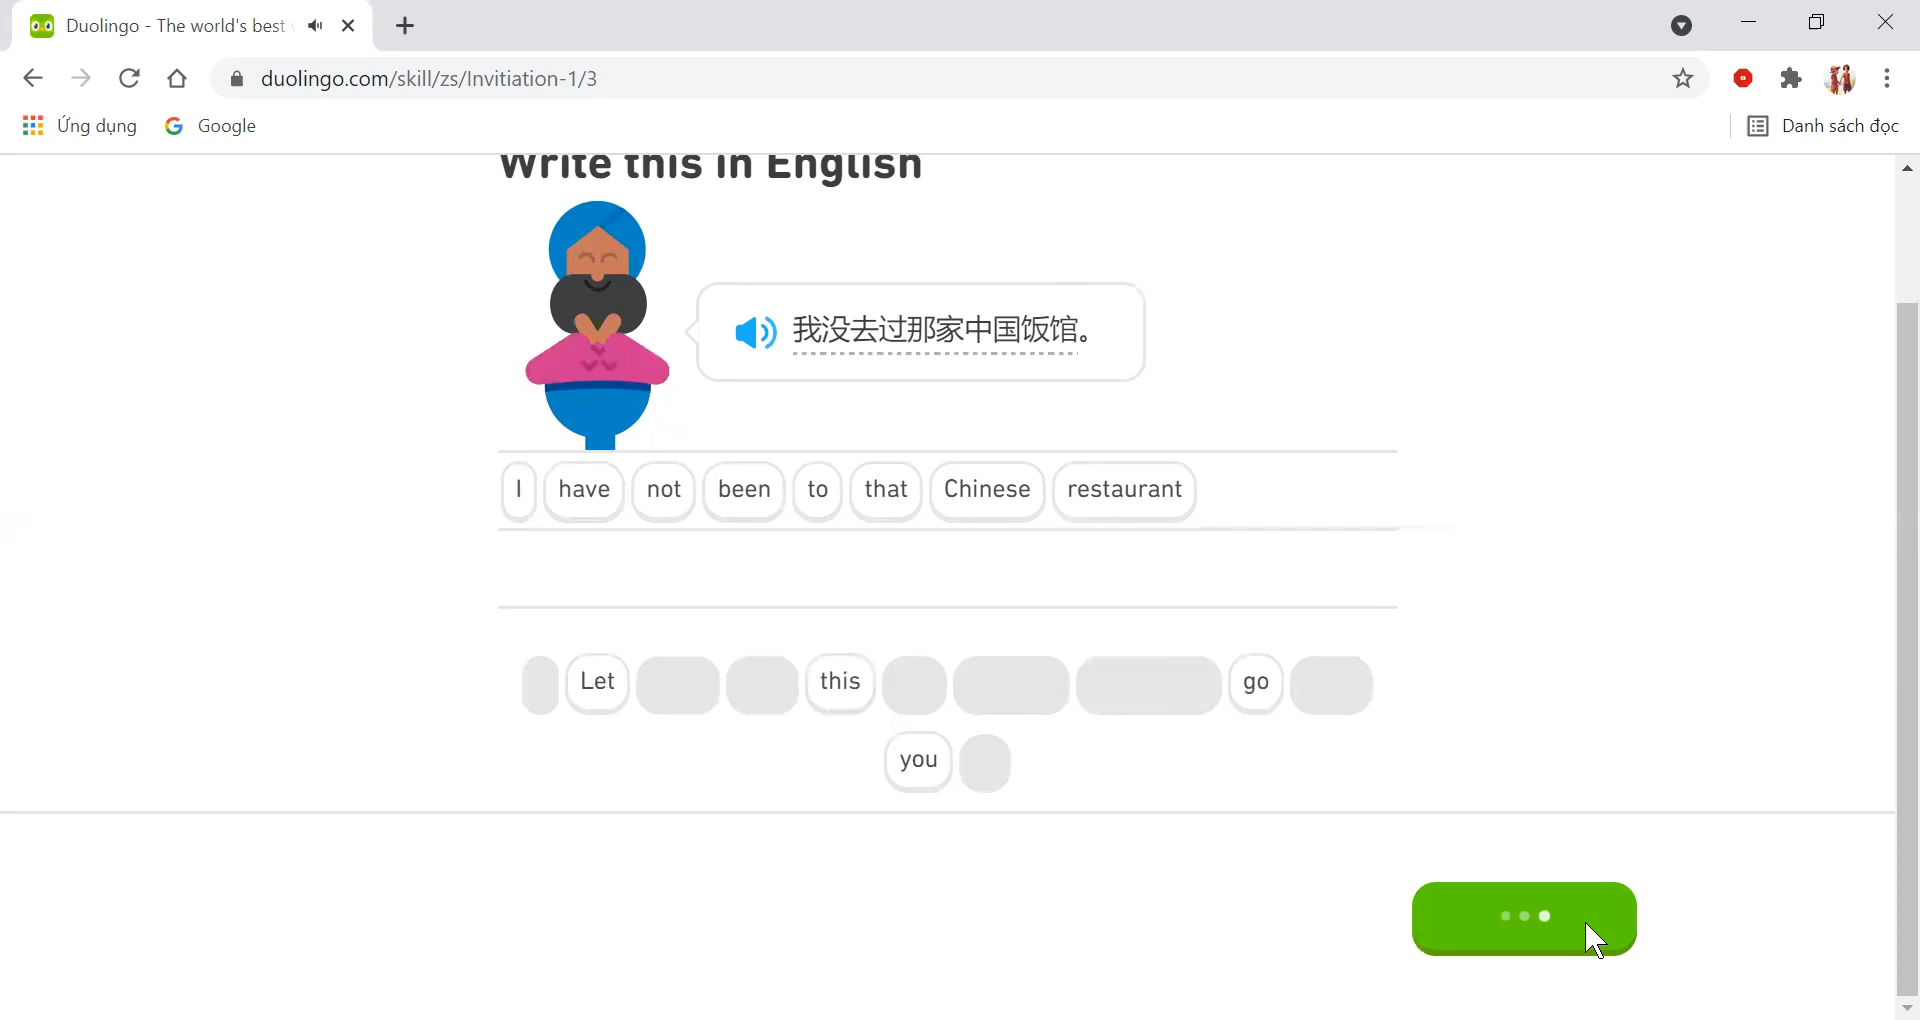 Duolingo - The world's best
duolingo.com/skill/zs/Invitiation-1/3
Ứng dụng Google Danh sách đọc
Write this in English
我没去过那家中国饭馆。
I have not been to that Chinese restaurant
Let this go
you